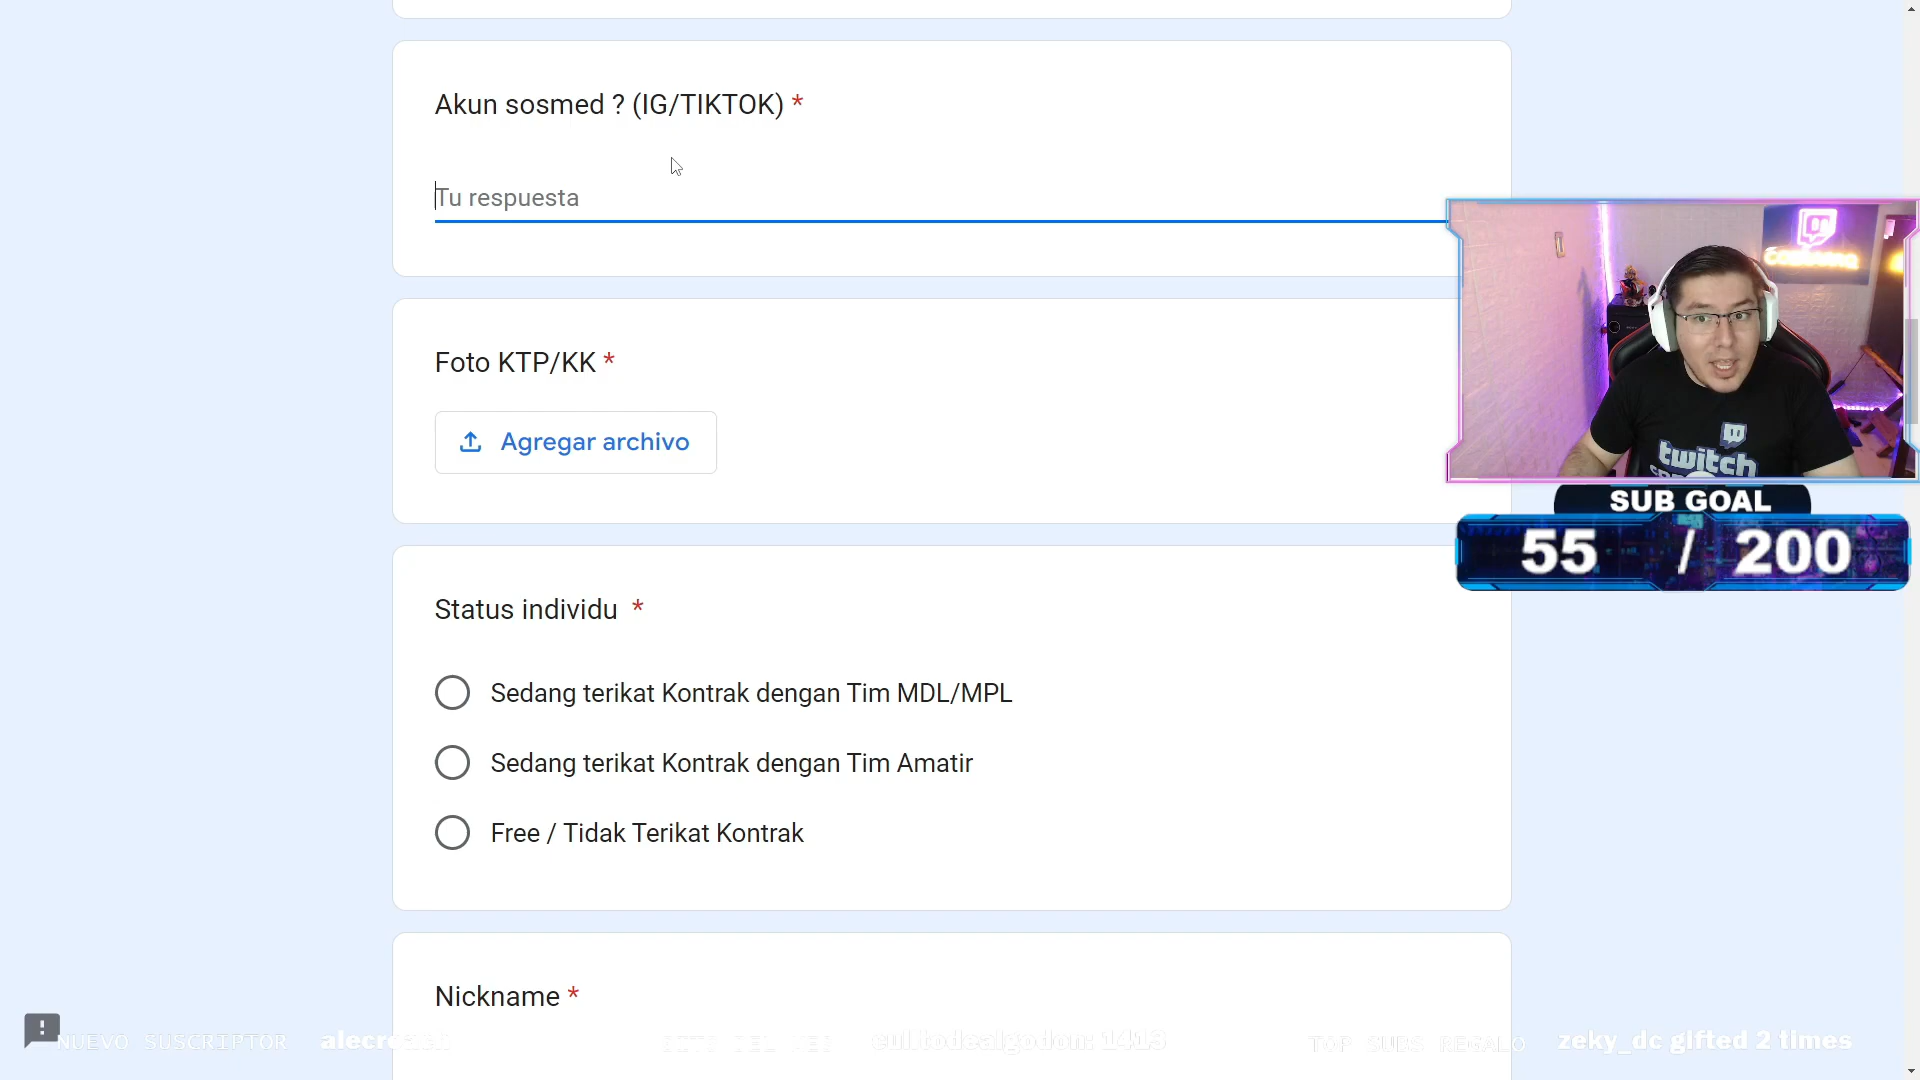 Akun sosmed ? (IG/TIKTOK) *
Tu respuesta
Foto KTP/KK *
Agregar archivo
twitch
SUB GOAL
55 / 200
Status individu *
Sedang terikat Kontrak dengan Tim MDL/MPL
Sedang terikat Kontrak dengan Tim Amatir
Free / Tidak Terikat Kontrak
Nickname *
NUEVO SUSCRIPTOR
TOP SUBS REGALO zeky_dc gifted 2 times